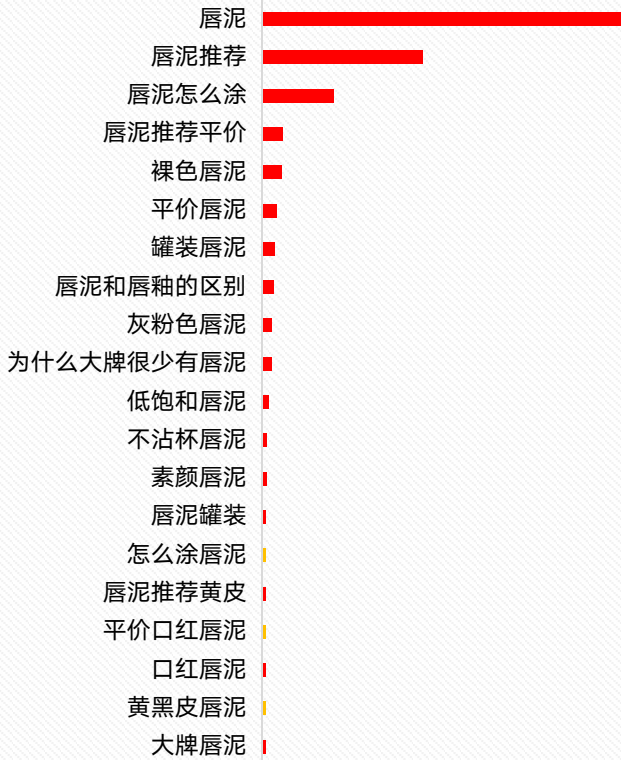 唇泥
唇泥推荐
唇泥怎么涂
唇泥推荐平价
裸色唇泥
平价唇泥
罐装唇泥
唇泥和唇釉的区别
灰粉色唇泥
为什么大牌很少有唇泥
低饱和唇泥
不沾杯唇泥
素颜唇泥
唇泥罐装
怎么涂唇泥
唇泥推荐黄皮
平价口红唇泥
口红唇泥
黄黑皮唇泥
大牌唇泥